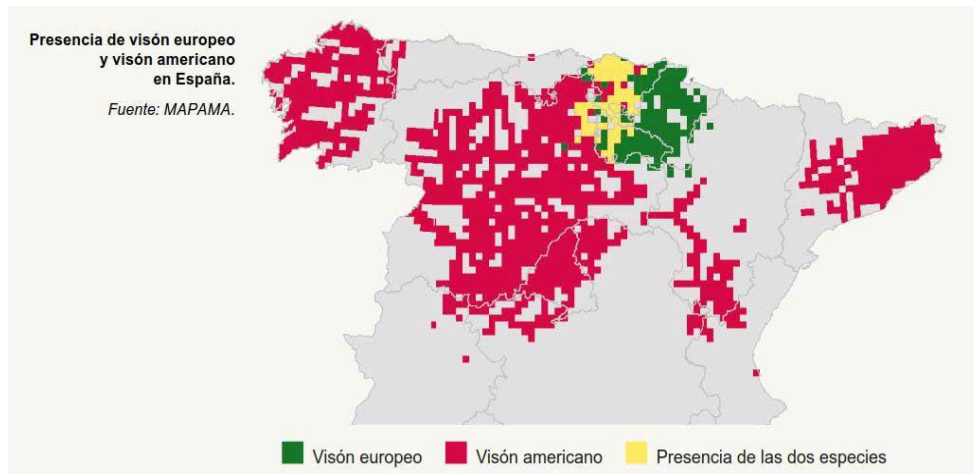 Presencia de visón europeo
y visón americano
en España.
Fuente: MAPAMA.
Visón europeo
Visón americano
Presencia de las dos especies